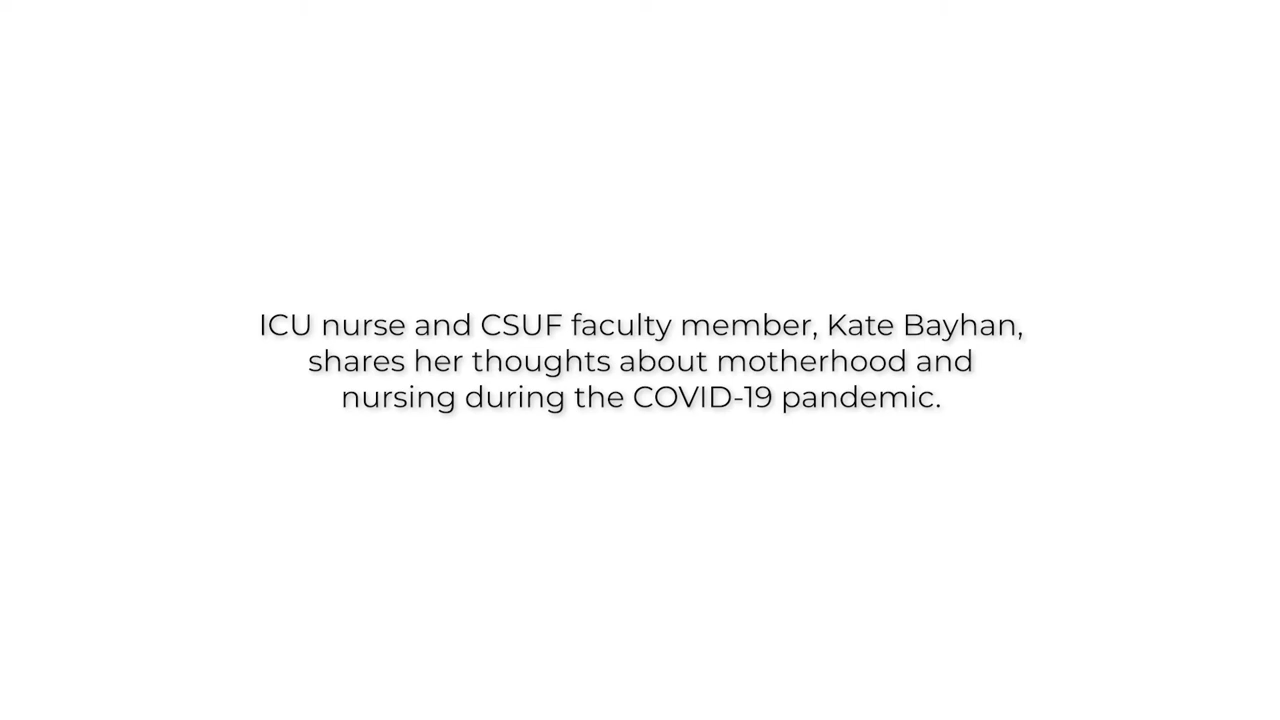 ICU nurse and CSUF faculty member, Kate Bayhan,
shares her thoughts about motherhood and
nursing during the COVID-19 pandemic.